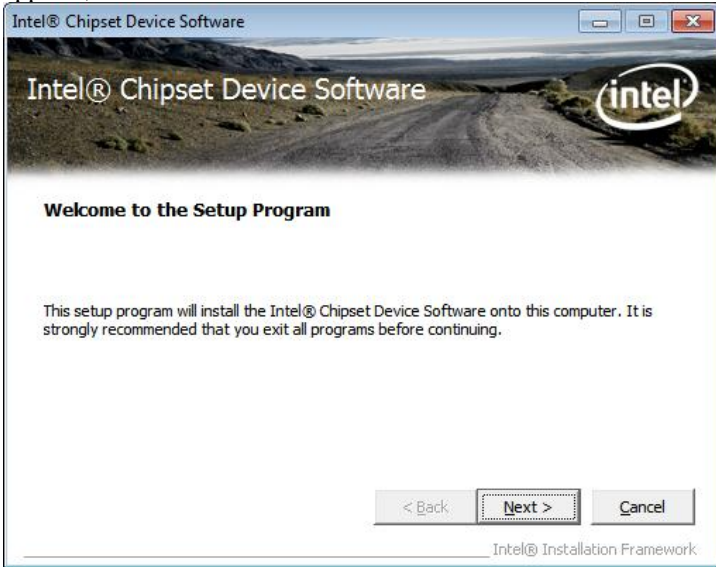 Intel® Chipset Device Software
Intel® Chipset Device Software
intel
Welcome to the Setup Program
This setup program will install the Intel® Chipset Device Software onto this computer. It is
strongly recommended that you exit all programs before continuing.
< Back Next > Cancel
Intel® Installation Framework